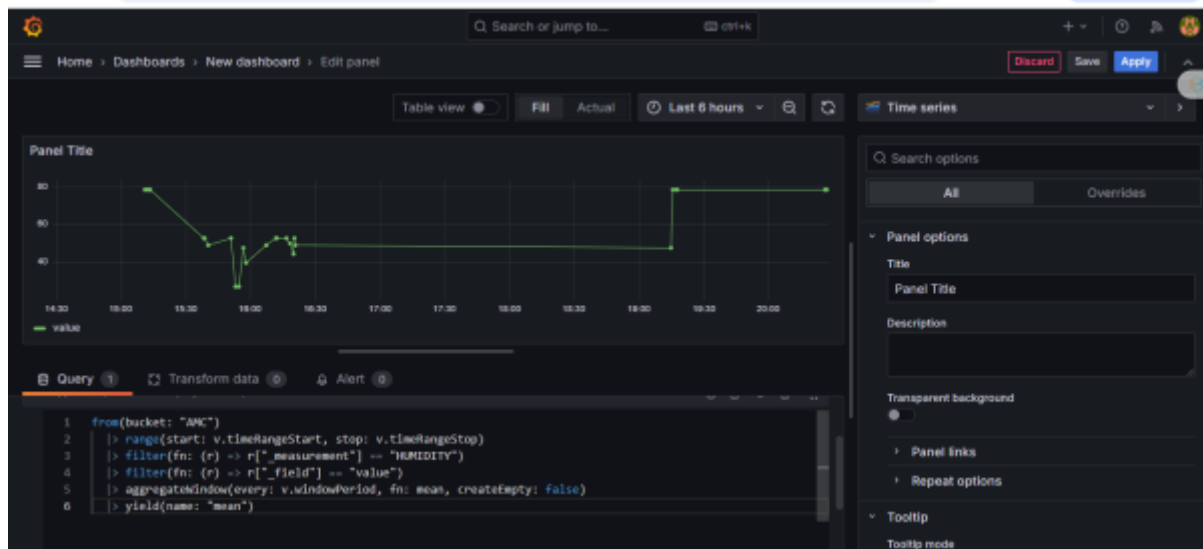 Search or jump to... ctrl+k
Home › Dashboards › New dashboard › Edit panel
Discard Save Apply
Table view Fill Actual Last 6 hours
Time series
Panel Title
80
60
40
14:30 15:00 15:30 16:00 16:30 17:00 17:30 18:00 18:30 19:00 19:30 20:00
value
Query 1 Transform data 0 Alert 0
1 from(bucket: "AMC")
2 |> range(start: v.timeRangeStart, stop: v.timeRangeStop)
3 |> filter(fn: (r) => r["_measurement"] == "HUMIDITY")
4 |> filter(fn: (r) => r["_field"] == "value")
5 |> aggregateWindow(every: v.windowPeriod, fn: mean, createEmpty: false)
6 |> yield(name: "mean")
Search options
All Overrides
Panel options
Title
Panel Title
Description
Transparent background
Panel links
Repeat options
Tooltip
Tooltip mode